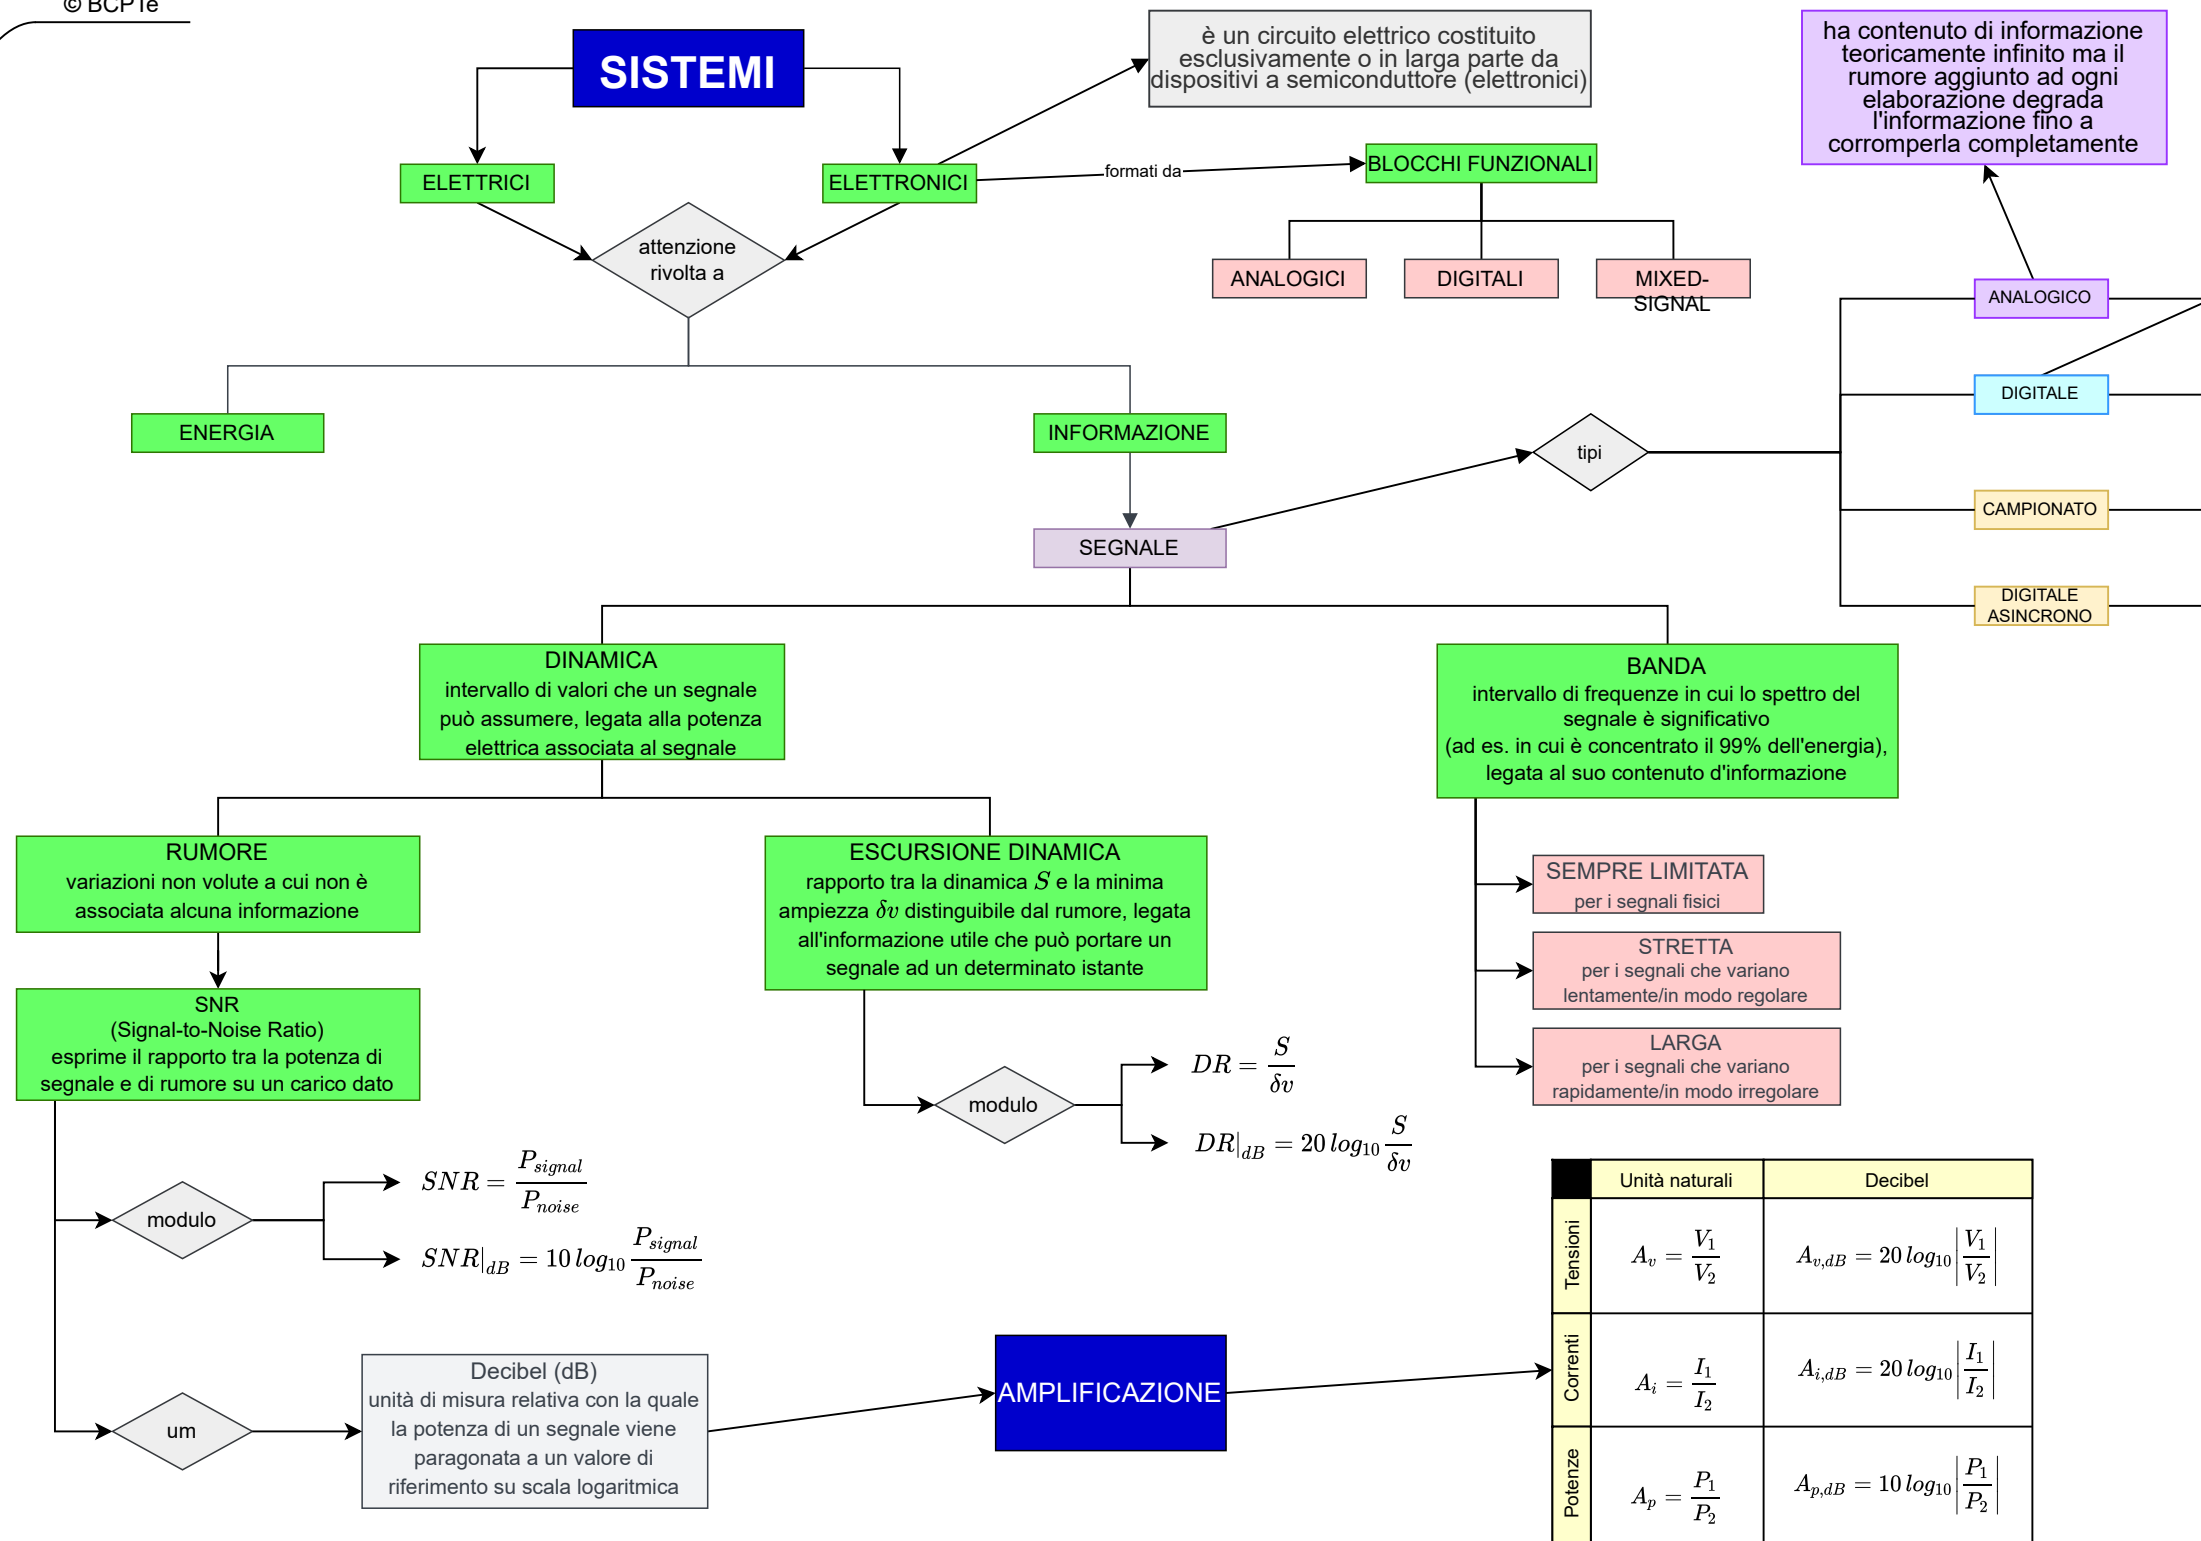 © BCPTe
SISTEMI
è un circuito elettrico costituito
esclusivamente o in larga parte da
dispositivi a semiconduttore (elettronici)
ha contenuto di informazione
teoricamente infinito ma il
rumore aggiunto ad ogni
elaborazione degrada
l'informazione fino a
corromperla completamente
ELETTRICI
ELETTRONICI
formati da
BLOCCHI FUNZIONALI
attenzione
rivolta a
ANALOGICI
DIGITALI
MIXED-
SIGNAL
ANALOGICO
DIGITALE
CAMPIONATO
DIGITALE
ASINCRONO
ENERGIA
INFORMAZIONE
tipi
SEGNALE
DINAMICA
intervallo di valori che un segnale
può assumere, legata alla potenza
elettrica associata al segnale
BANDA
intervallo di frequenze in cui lo spettro del
segnale è significativo
(ad es. in cui è concentrato il 99% dell'energia),
legata al suo contenuto d'informazione
RUMORE
variazioni non volute a cui non è
associata alcuna informazione
ESCURSIONE DINAMICA
rapporto tra la dinamica S e la minima
ampiezza δv distinguibile dal rumore, legata
all'informazione utile che può portare un
segnale ad un determinato istante
SEMPRE LIMITATA
per i segnali fisici
STRETTA
per i segnali che variano
lentamente/in modo regolare
LARGA
per i segnali che variano
rapidamente/in modo irregolare
SNR
(Signal-to-Noise Ratio)
esprime il rapporto tra la potenza di
segnale e di rumore su un carico dato
modulo
DR = S/δv
DR|dB = 20 log10 S/δv
modulo
SNR = Psignal/Pnoise
SNR|dB = 10 log10 Psignal/Pnoise
um
Decibel (dB)
unità di misura relativa con la quale
la potenza di un segnale viene
paragonata a un valore di
riferimento su scala logaritmica
AMPLIFICAZIONE
Unità naturali
Decibel
Tensioni
Av = V1/V2
Av,dB = 20 log10 |V1/V2|
Correnti
Ai = I1/I2
Ai,dB = 20 log10 |I1/I2|
Potenze
Ap = P1/P2
Ap,dB = 10 log10 |P1/P2|